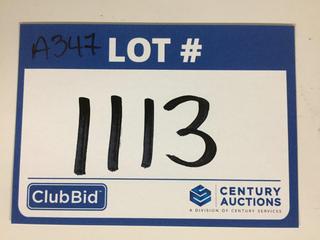 A347 LOT #
1113
ClubBid
CENTURY
AUCTIONS
A DIVISION OF CENTURY SERVICES